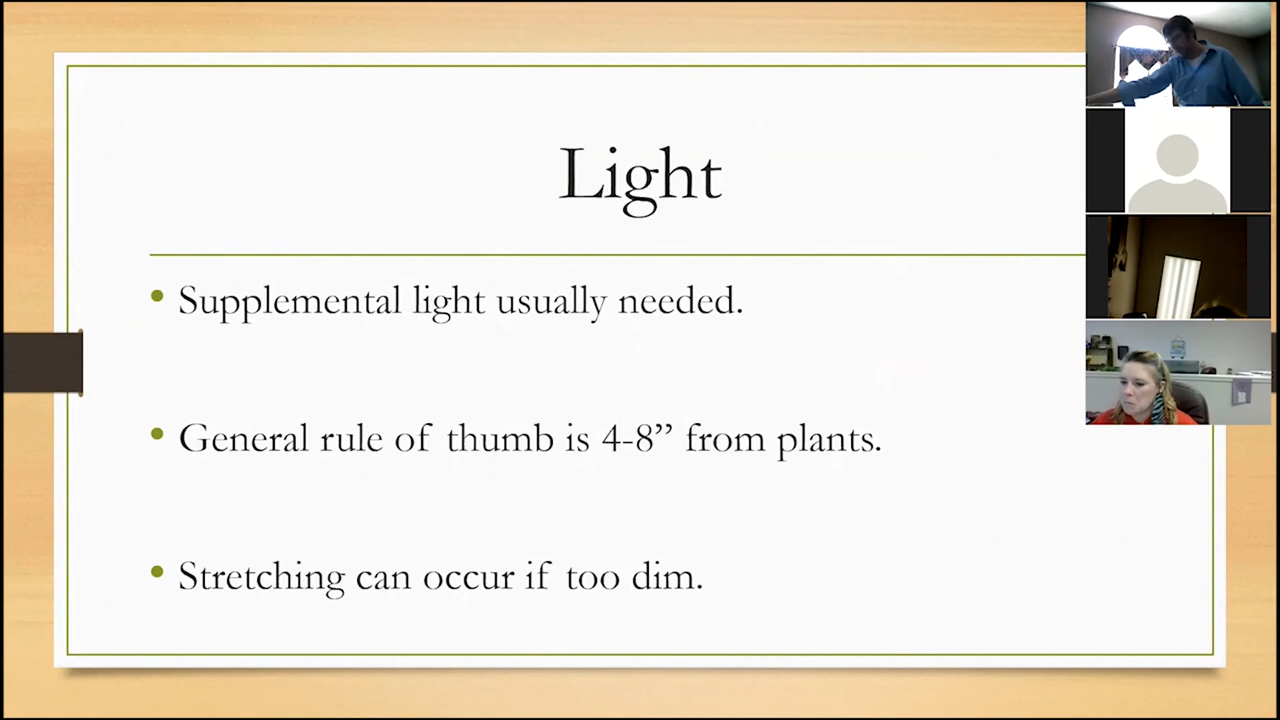 Light
• Supplemental light usually needed.
• General rule of thumb is 4-8” from plants.
• Stretching can occur if too dim.